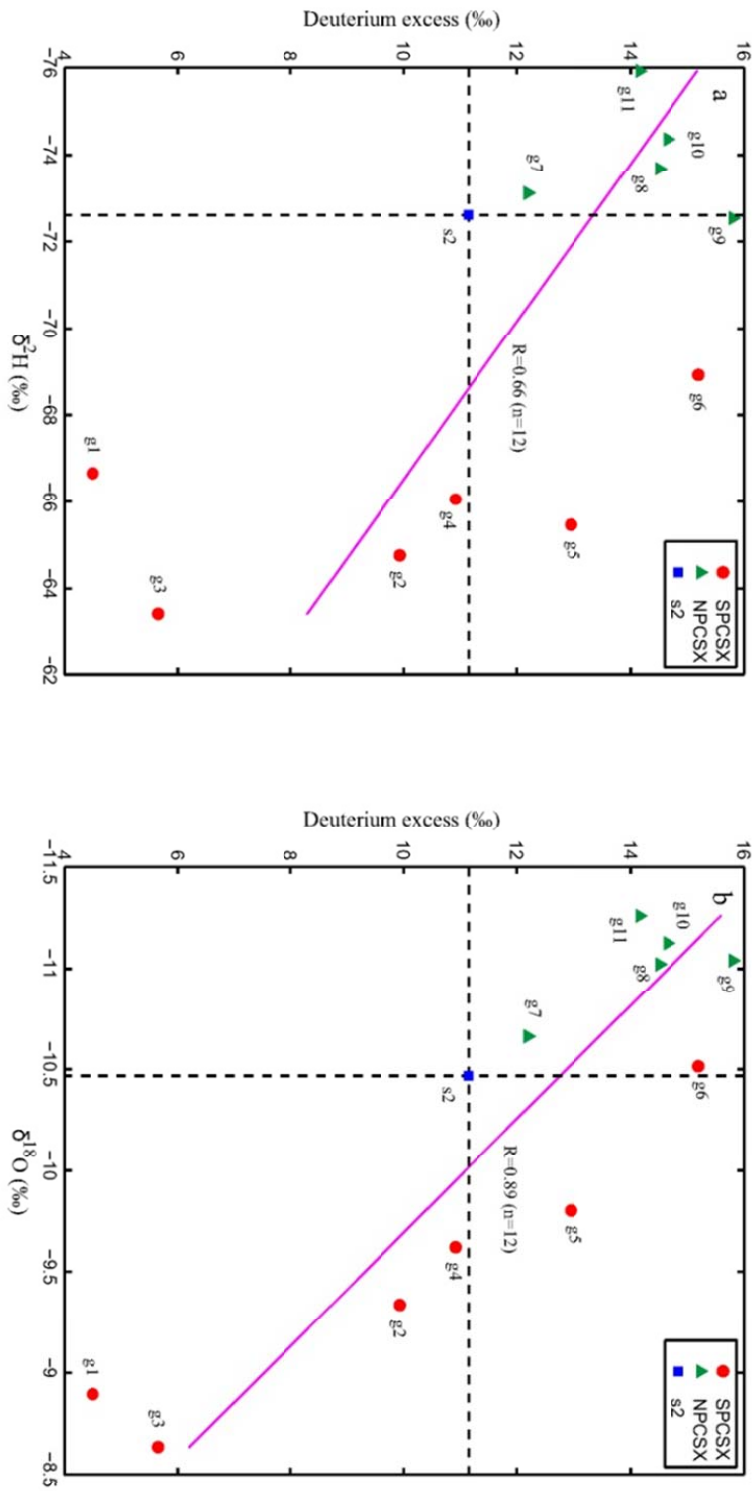 a
Deuterium excess (‰)
16
14
12
10
8
6
4
−76
−74
−72
−70
−68
−66
−64
−62
δ²H (‰)
g11
g10
g8
g9
g7
s2
g6
g5
g4
g2
g1
g3
R=0.66 (n=12)
SPCSX
NPCSX
s2
b
Deuterium excess (‰)
16
14
12
10
8
6
4
−11.5
−11
−10.5
−10
−9.5
−9
−8.5
δ¹⁸O (‰)
g11
g10
g8
g9
g7
s2
g6
g5
g4
g2
g1
g3
R=0.89 (n=12)
SPCSX
NPCSX
s2